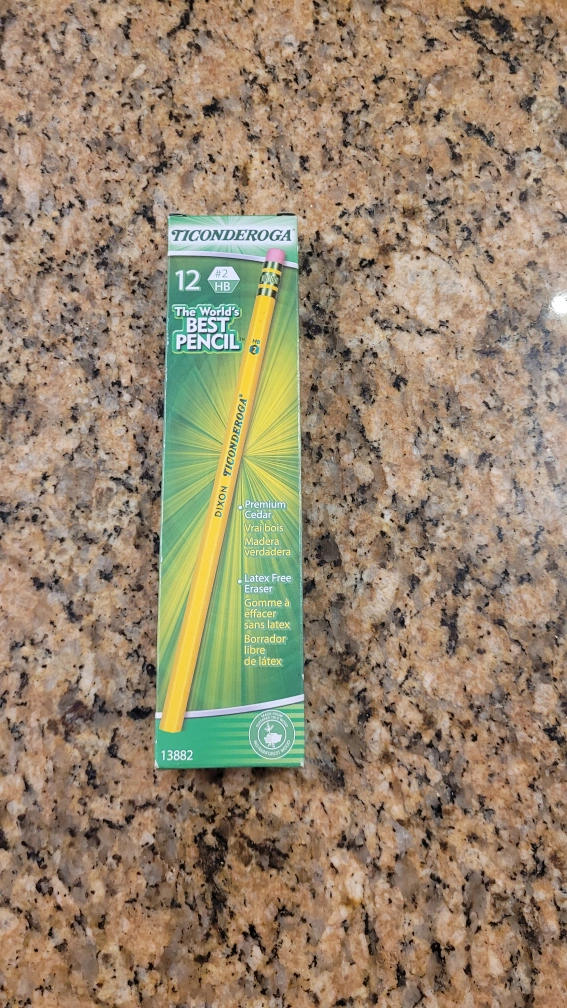 TICONDEROGA
12 #2
HB
The World's
BEST
PENCIL™
HB
2
DIXON TICONDEROGA®
Premium
Cedar
Vrai bois
Madera
verdadera
Latex Free
Eraser
Gomme à
effacer
sans latex
Borrador
libre
de látex
13882